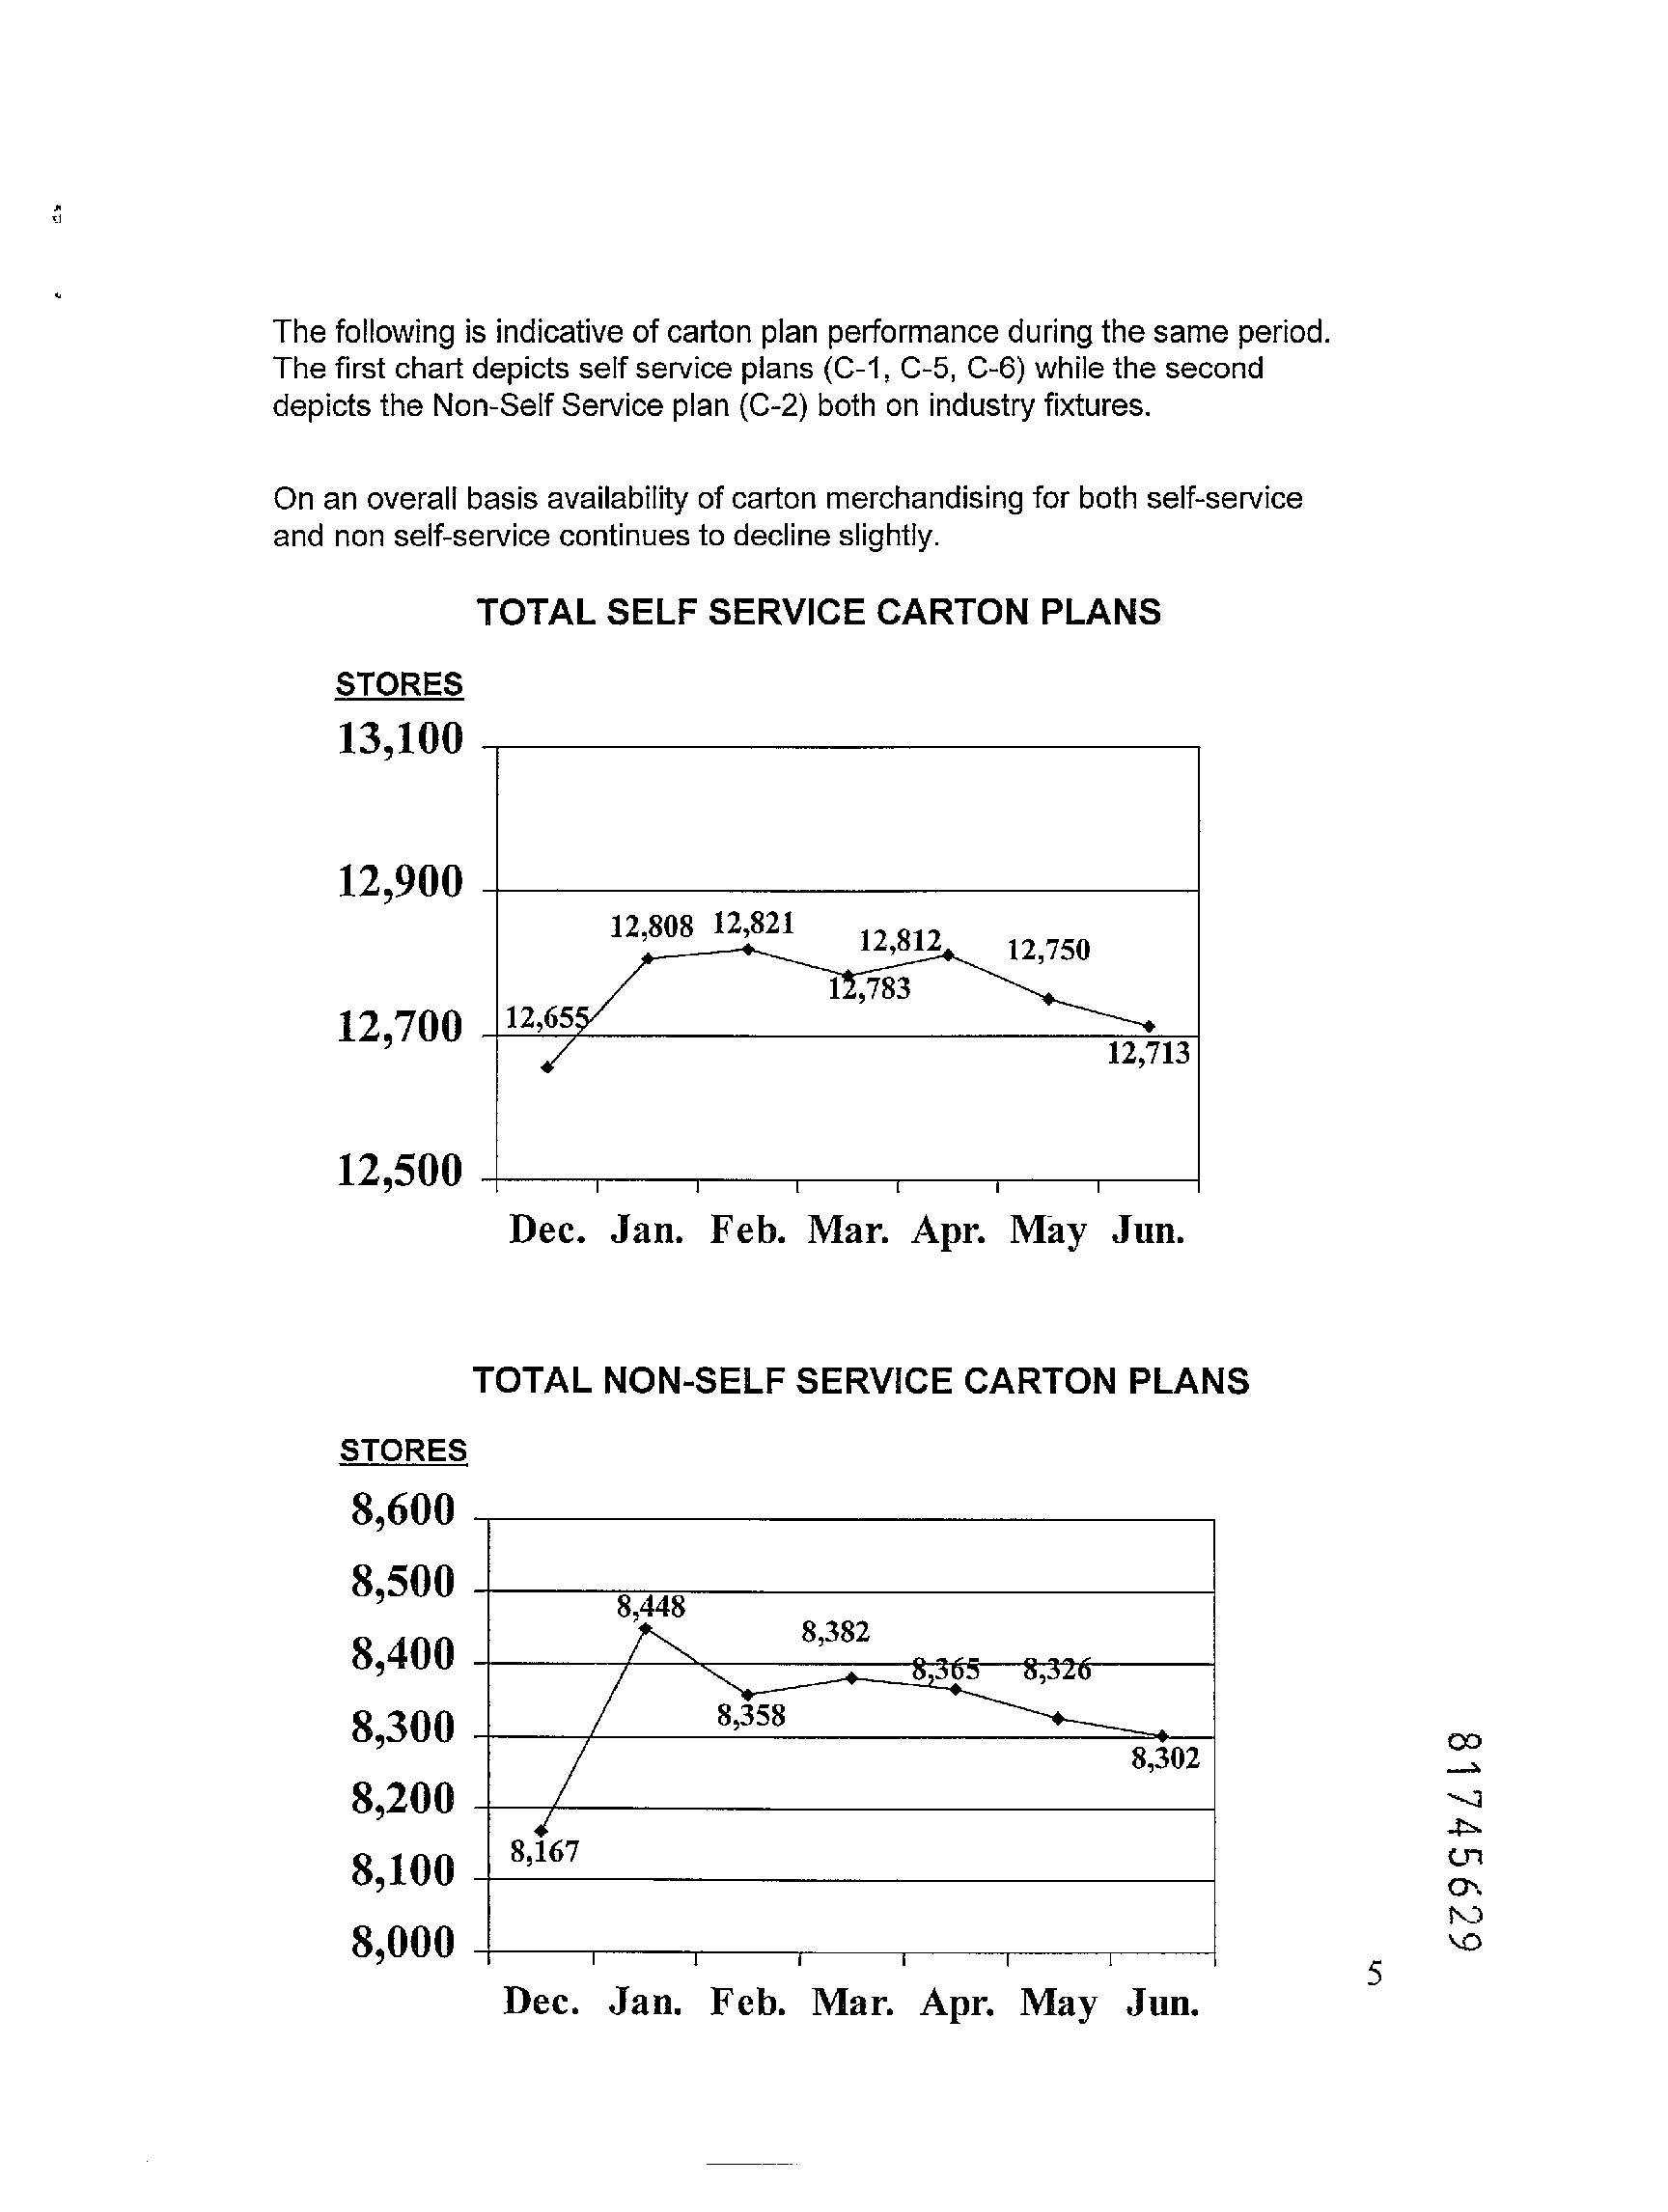 The following is indicative of carton plan performance during the same period.
The first chart depicts self service plans (C-1, C-5, C-6) while the second
depicts the Non-Self Service plan (C-2) both on industry fixtures.
On an overall basis availability of carton merchandising for both self-service
and non self-service continues to decline slightly.
TOTAL SELF SERVICE CARTON PLANS
STORES
13,100
12,900
12,808 12,821
12,812 12,750
12,783
12,700 12,655
12,713
12,500
Dec. Jan. Feb. Mar. Apr. May Jun.
TOTAL NON-SELF SERVICE CARTON PLANS
STORES
8,600
8,500
8,448
8,382
8,400 8,365 8,326
8,358
8,300
8,302
8,200
8,167
8,100
8,000
Dec. Jan. Feb. Mar. Apr. May Jun.
5
81745629